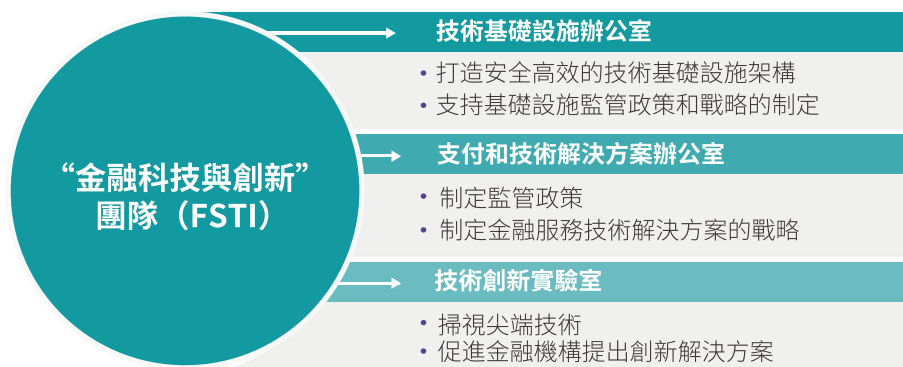 “金融科技與創新”
團隊（FSTI）
技術基礎設施辦公室
• 打造安全高效的技術基礎設施架構
• 支持基礎設施監管政策和戰略的制定
支付和技術解決方案辦公室
• 制定監管政策
• 制定金融服務技術解決方案的戰略
技術創新實驗室
• 掃視尖端技術
• 促進金融機構提出創新解決方案